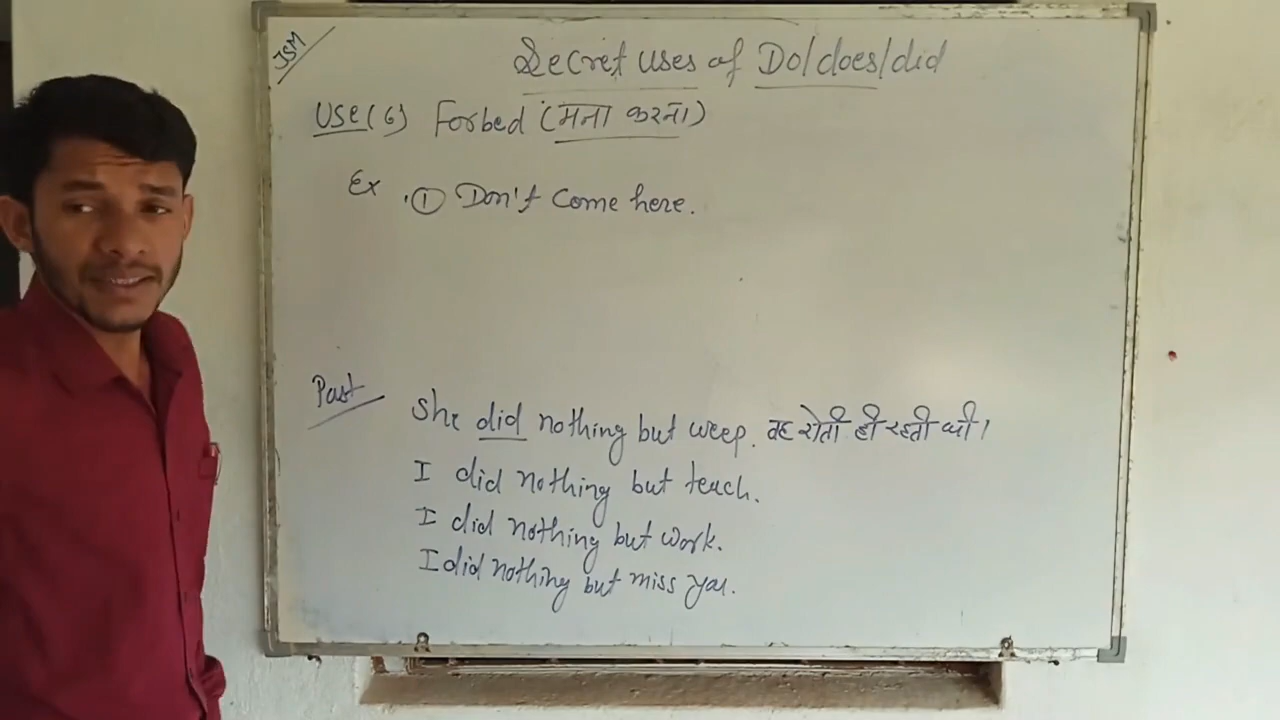 JSM
Secret uses of Do/does/did
Use (6) Forbed (मना करना)
Ex . ① Don't Come here.
Past
She did nothing but weep. वह रोती ही रहती थी।
I did nothing but teach.
I did nothing but work.
I did nothing but miss you.